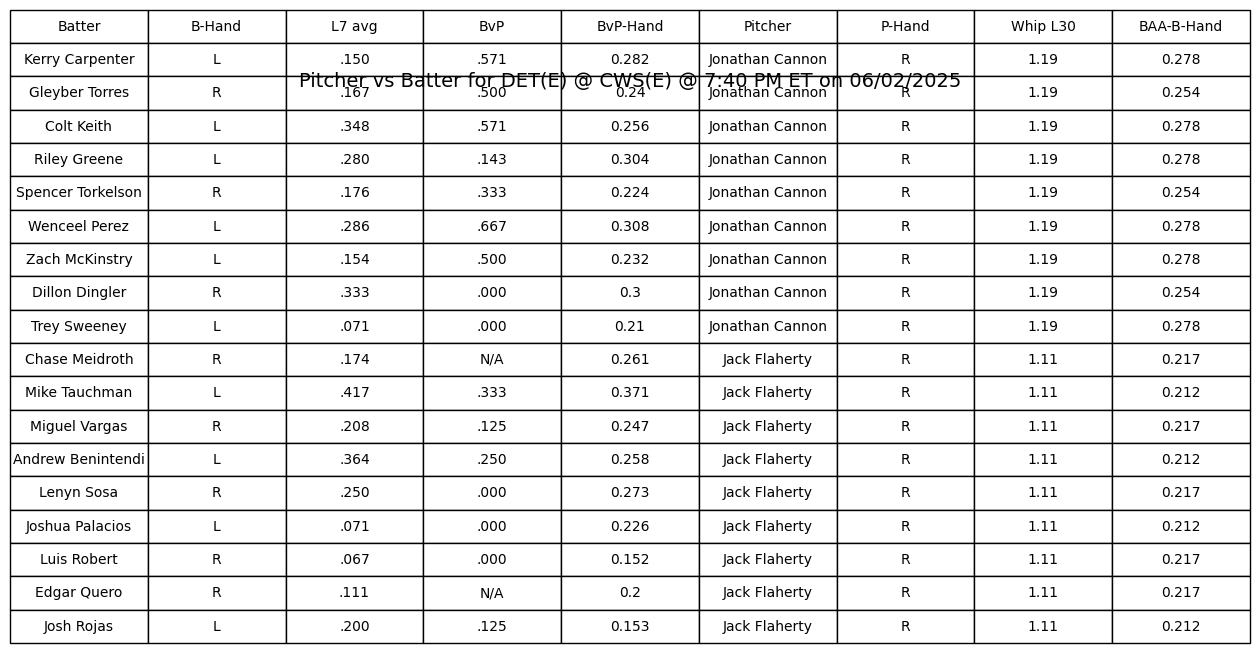 Batter B-Hand L7 avg BvP BvP-Hand Pitcher P-Hand Whip L30 BAA-B-Hand
Kerry Carpenter L .150 .571 0.282 Jonathan Cannon R 1.19 0.278
Pitcher vs Batter for DET(E) @ CWS(E) @ 7:40 PM ET on 06/02/2025
Gleyber Torres R .167 .500 0.24 Jonathan Cannon R 1.19 0.254
Colt Keith L .348 .571 0.256 Jonathan Cannon R 1.19 0.278
Riley Greene L .280 .143 0.304 Jonathan Cannon R 1.19 0.278
Spencer Torkelson R .176 .333 0.224 Jonathan Cannon R 1.19 0.254
Wenceel Perez L .286 .667 0.308 Jonathan Cannon R 1.19 0.278
Zach McKinstry L .154 .500 0.232 Jonathan Cannon R 1.19 0.278
Dillon Dingler R .333 .000 0.3 Jonathan Cannon R 1.19 0.254
Trey Sweeney L .071 .000 0.21 Jonathan Cannon R 1.19 0.278
Chase Meidroth R .174 N/A 0.261 Jack Flaherty R 1.11 0.217
Mike Tauchman L .417 .333 0.371 Jack Flaherty R 1.11 0.212
Miguel Vargas R .208 .125 0.247 Jack Flaherty R 1.11 0.217
Andrew Benintendi L .364 .250 0.258 Jack Flaherty R 1.11 0.212
Lenyn Sosa R .250 .000 0.273 Jack Flaherty R 1.11 0.217
Joshua Palacios L .071 .000 0.226 Jack Flaherty R 1.11 0.212
Luis Robert R .067 .000 0.152 Jack Flaherty R 1.11 0.217
Edgar Quero R .111 N/A 0.2 Jack Flaherty R 1.11 0.217
Josh Rojas L .200 .125 0.153 Jack Flaherty R 1.11 0.212